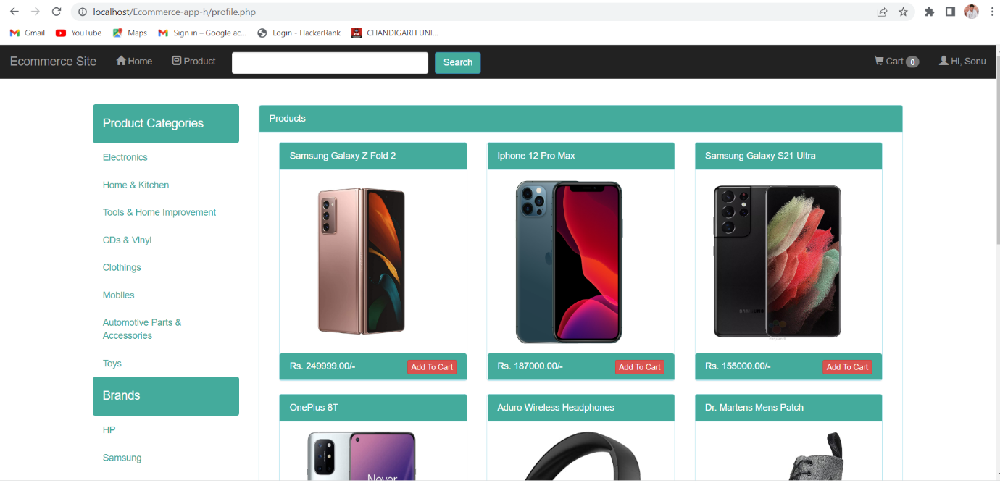 localhost/Ecommerce-app-h/profile.php
Gmail YouTube Maps Sign in – Google ac... Login - HackerRank CHANDIGARH UNI...
Ecommerce Site Home Product Search Cart 0 Hi, Sonu
Product Categories
Electronics
Home & Kitchen
Tools & Home Improvement
CDs & Vinyl
Clothings
Mobiles
Automotive Parts &
Accessories
Toys
Brands
HP
Samsung
Products
Samsung Galaxy Z Fold 2
Rs. 249999.00/- Add To Cart
Iphone 12 Pro Max
Rs. 187000.00/- Add To Cart
Samsung Galaxy S21 Ultra
SAMSUNG
Rs. 155000.00/- Add To Cart
OnePlus 8T
Never
Aduro Wireless Headphones
Dr. Martens Mens Patch